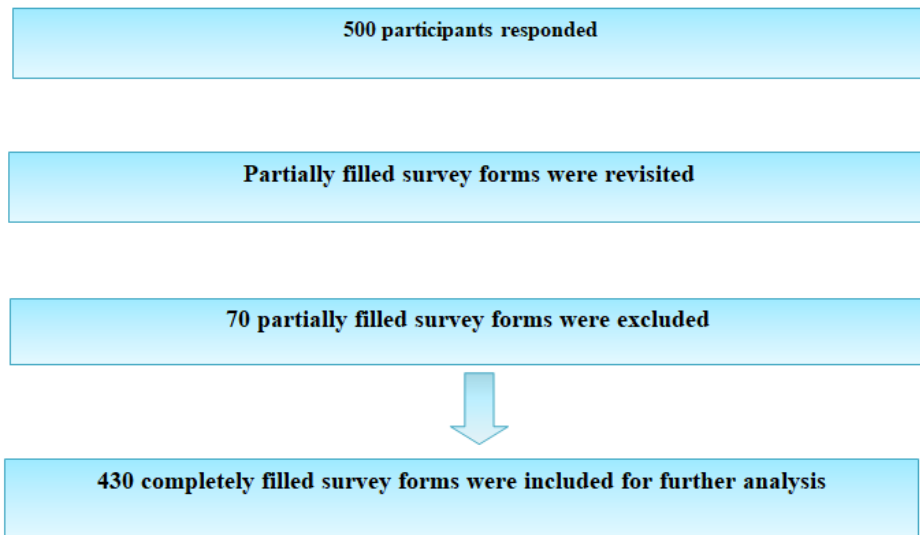 500 participants responded
Partially filled survey forms were revisited
70 partially filled survey forms were excluded
430 completely filled survey forms were included for further analysis